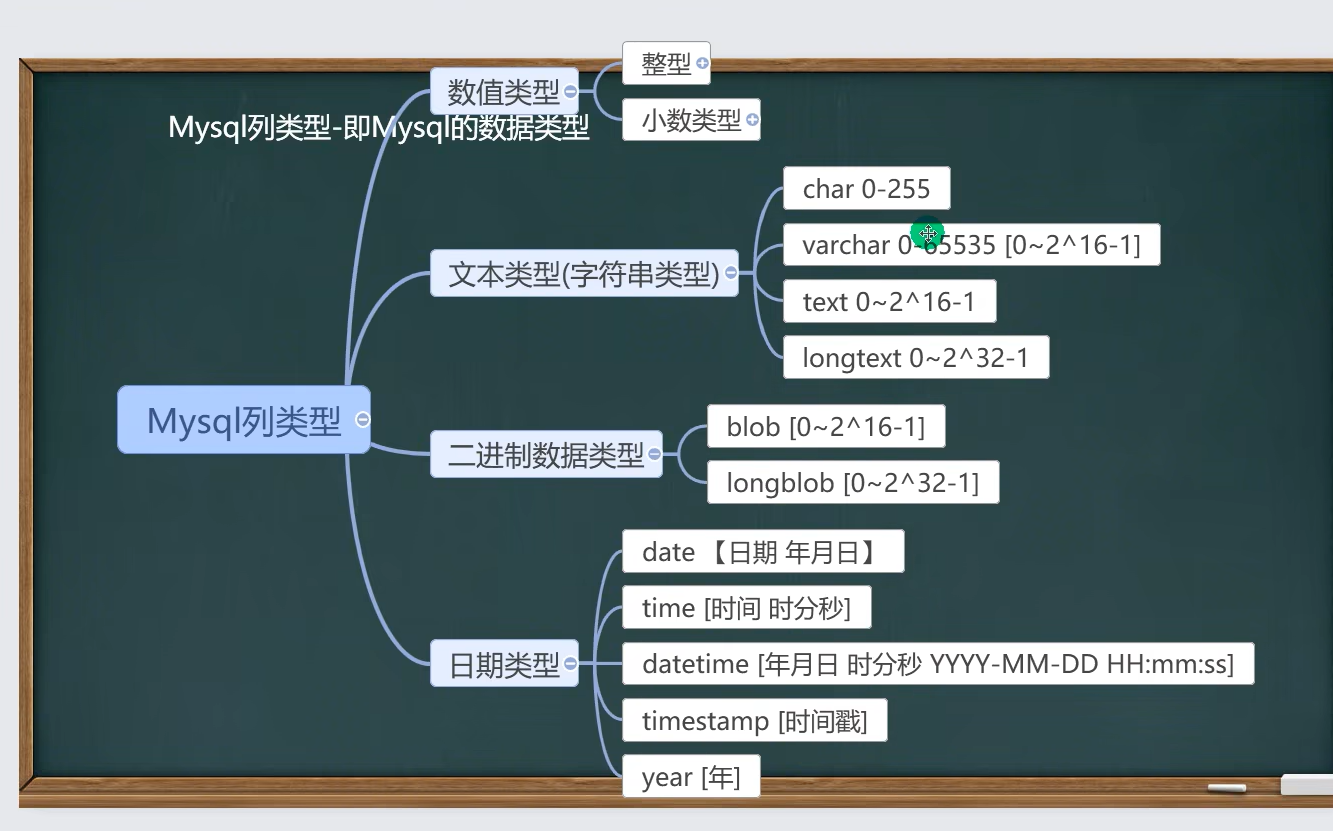 整型
数值类型
小数类型
Mysql列类型-即Mysql的数据类型
char 0-255
varchar 0-65535 [0~2^16-1]
文本类型(字符串类型)
text 0~2^16-1
longtext 0~2^32-1
Mysql列类型
blob [0~2^16-1]
二进制数据类型
longblob [0~2^32-1]
date 【日期 年月日】
time [时间 时分秒]
datetime [年月日 时分秒 YYYY-MM-DD HH:mm:ss]
日期类型
timestamp [时间戳]
year [年]